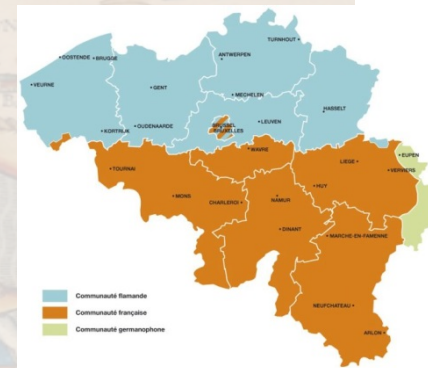 TURNHOUT
ANTWERPEN
OOSTENDE
BRUGGE
VEURNE
GENT
MECHELEN
HASSELT
KORTRIJK
OUDENAARDE
LEUVEN
BRUSSEL
BRUXELLES
WAVRE
EUPEN
LIEGE
VERVIERS
TOURNAI
HUY
MONS
CHARLEROI
NAMUR
DINANT
MARCHE-EN-FAMENNE
NEUFCHATEAU
ARLON
Communauté flamande
Communauté française
Communauté germanophone